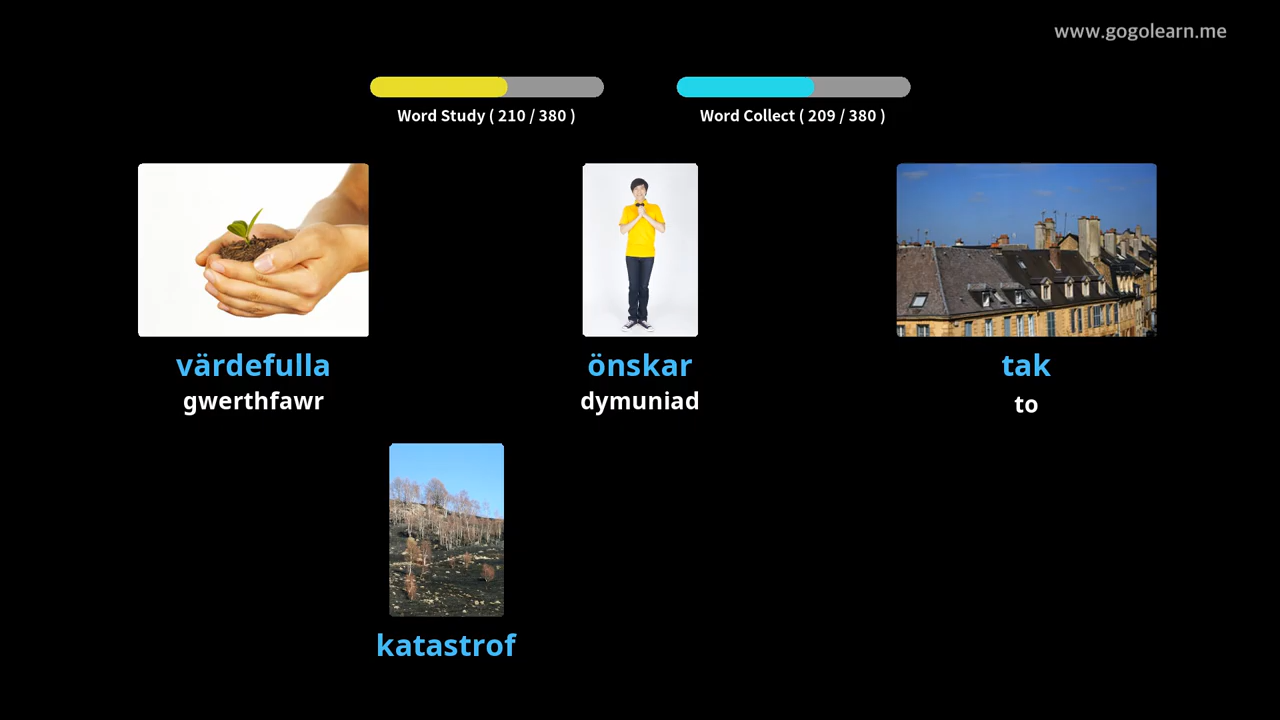 www.gogolearn.me
Word Study ( 210 / 380 )
Word Collect ( 209 / 380 )
värdefulla
gwerthfawr
önskar
dymuniad
tak
to
katastrof